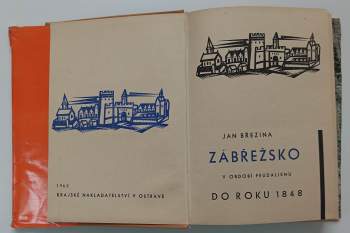 1963
KRAJSKÉ NAKLADATELSTVÍ V OSTRAVĚ
JAN BŘEZINA
ZÁBŘEŽSKO
V OBDOBÍ FEUDALISMU
DO ROKU 1848